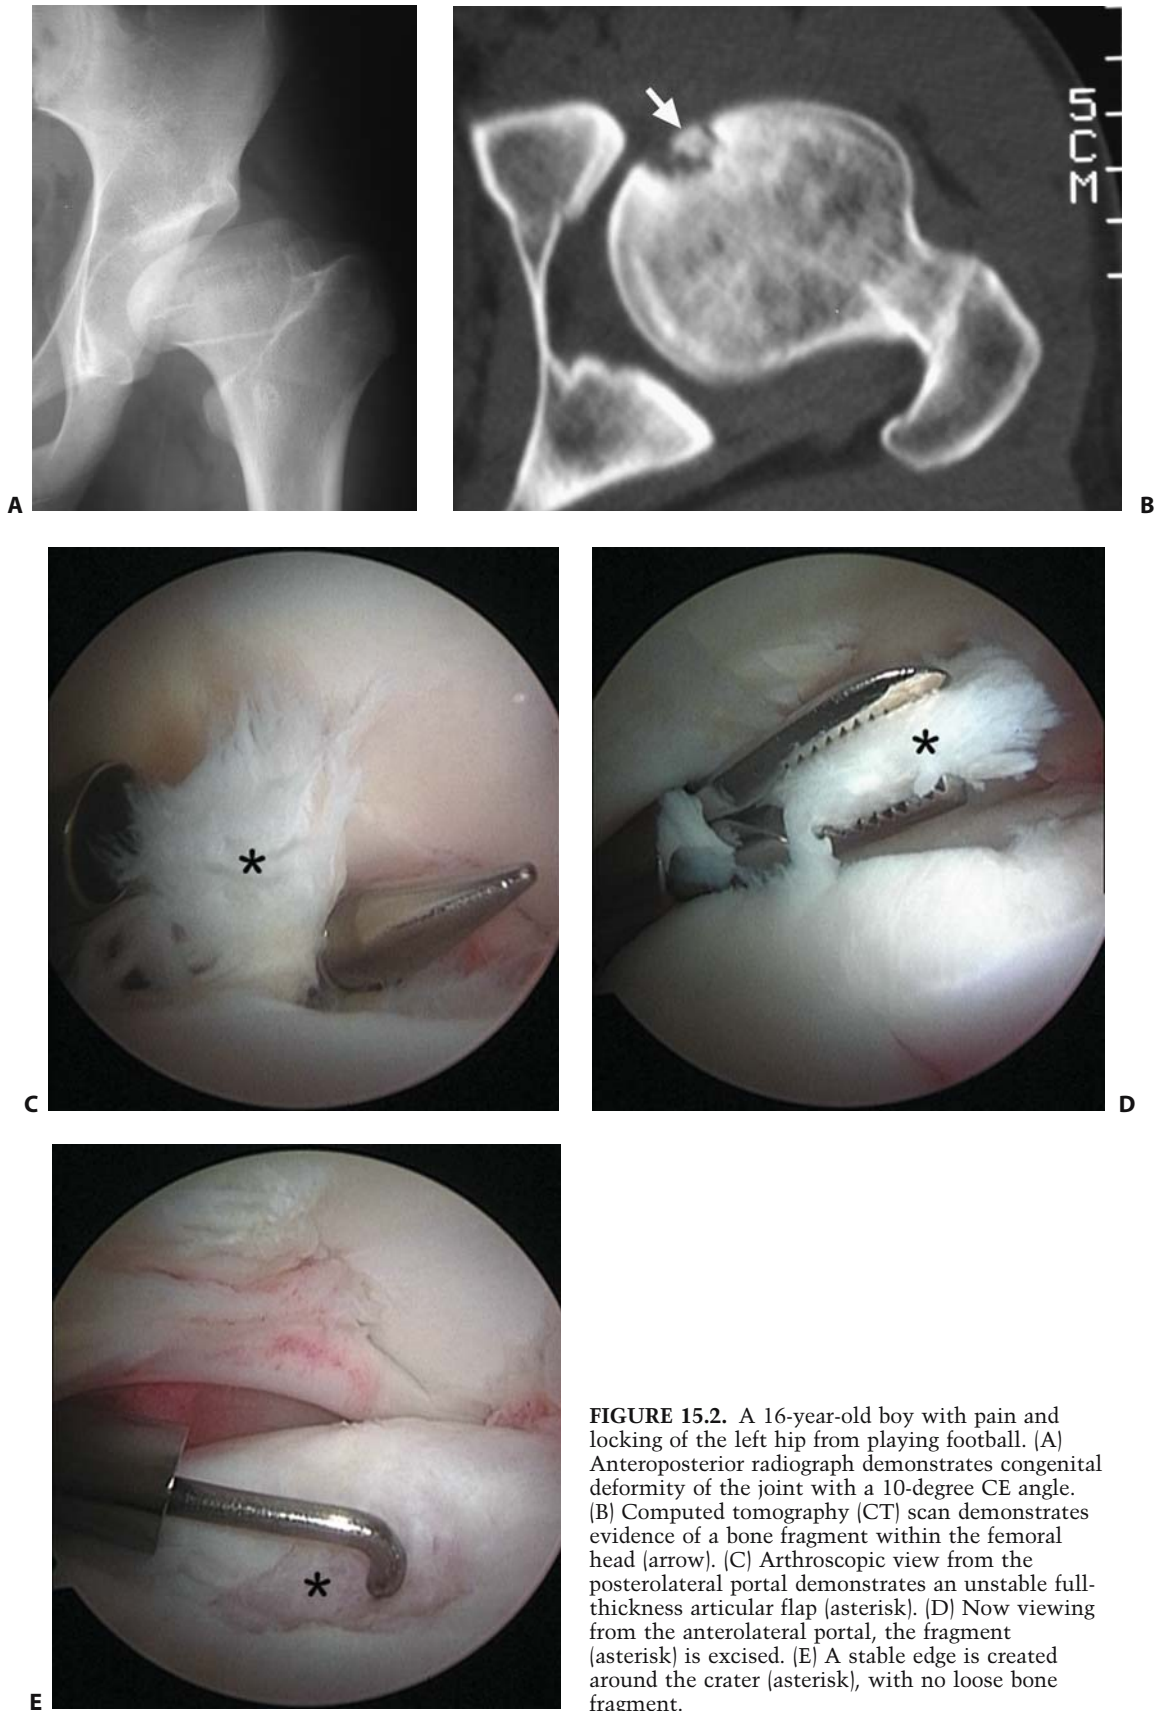 5
C
M
A
B
*
*
C
D
*
E
FIGURE 15.2. A 16-year-old boy with pain and
locking of the left hip from playing football. (A)
Anteroposterior radiograph demonstrates congenital
deformity of the joint with a 10-degree CE angle.
(B) Computed tomography (CT) scan demonstrates
evidence of a bone fragment within the femoral
head (arrow). (C) Arthroscopic view from the
posterolateral portal demonstrates an unstable full-
thickness articular flap (asterisk). (D) Now viewing
from the anterolateral portal, the fragment
(asterisk) is excised. (E) A stable edge is created
around the crater (asterisk), with no loose bone
fragment.